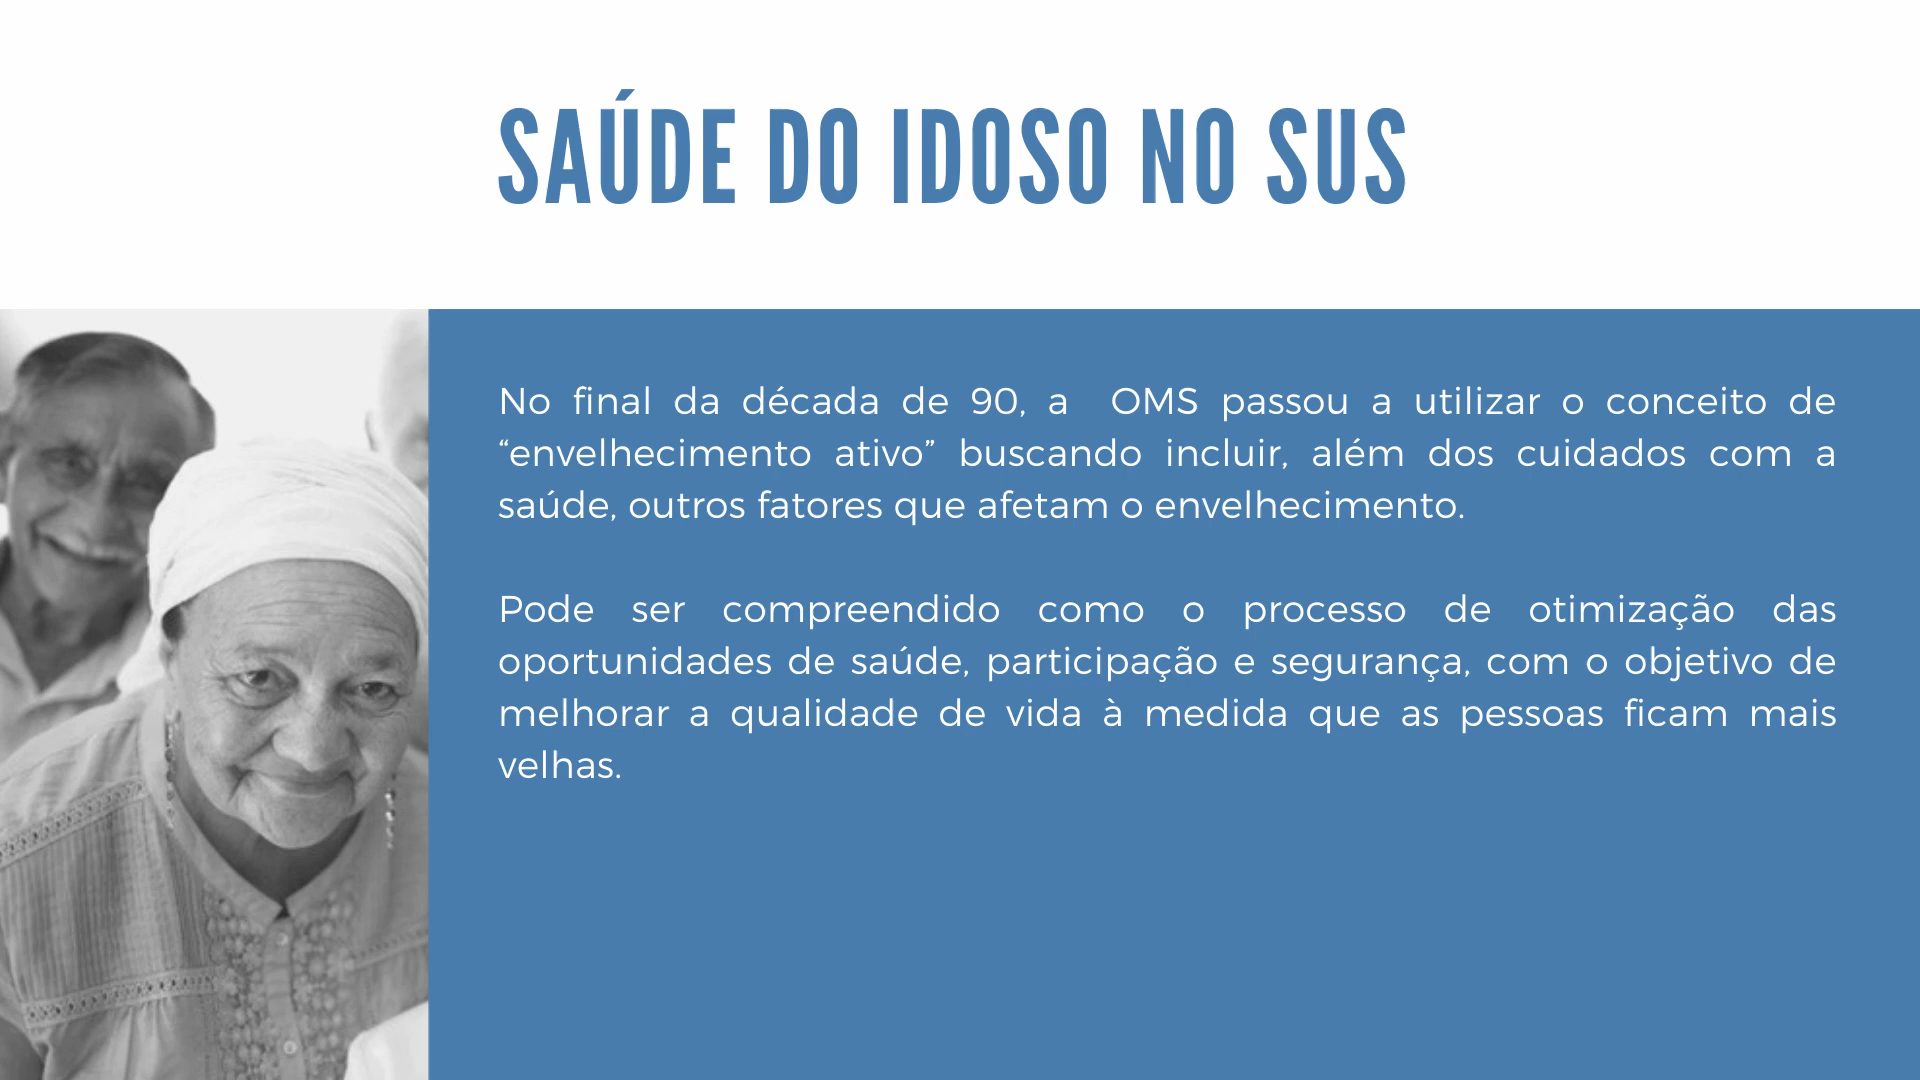 SAÚDE DO IDOSO NO SUS
No final da década de 90, a OMS passou a utilizar o conceito de
“envelhecimento ativo” buscando incluir, além dos cuidados com a
saúde, outros fatores que afetam o envelhecimento.
Pode ser compreendido como o processo de otimização das
oportunidades de saúde, participação e segurança, com o objetivo de
melhorar a qualidade de vida à medida que as pessoas ficam mais
velhas.